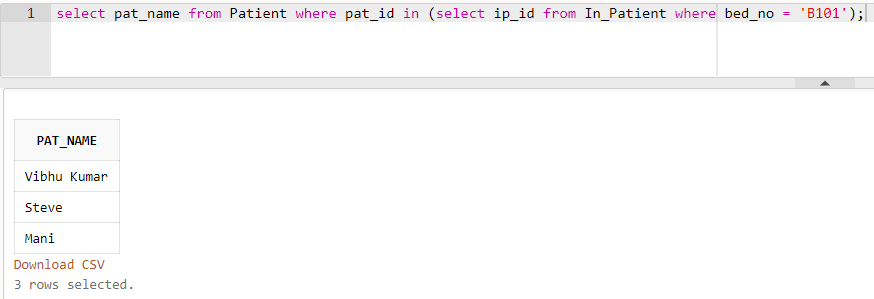 1 select pat_name from Patient where pat_id in (select ip_id from In_Patient where bed_no = 'B101');
PAT_NAME
Vibhu Kumar
Steve
Mani
Download CSV
3 rows selected.